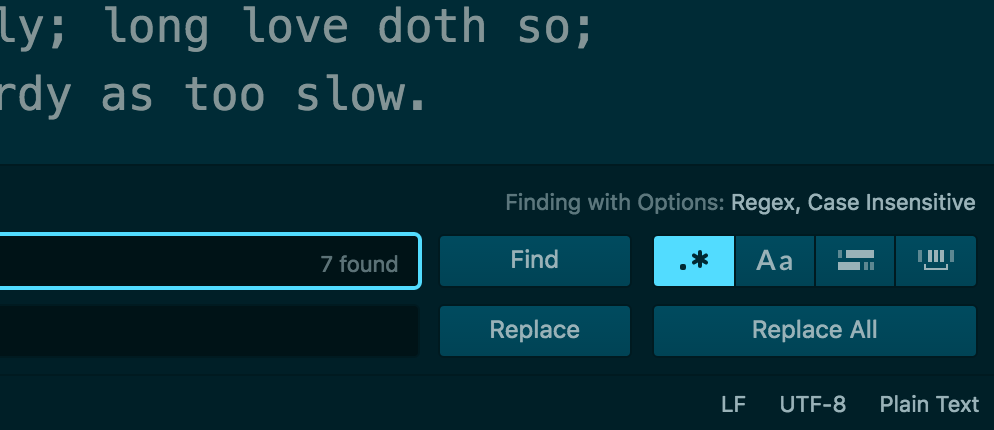 ly; long love doth so;
rdy as too slow.
Finding with Options: Regex, Case Insensitive
7 found Find .* Aa
Replace Replace All
LF UTF-8 Plain Text